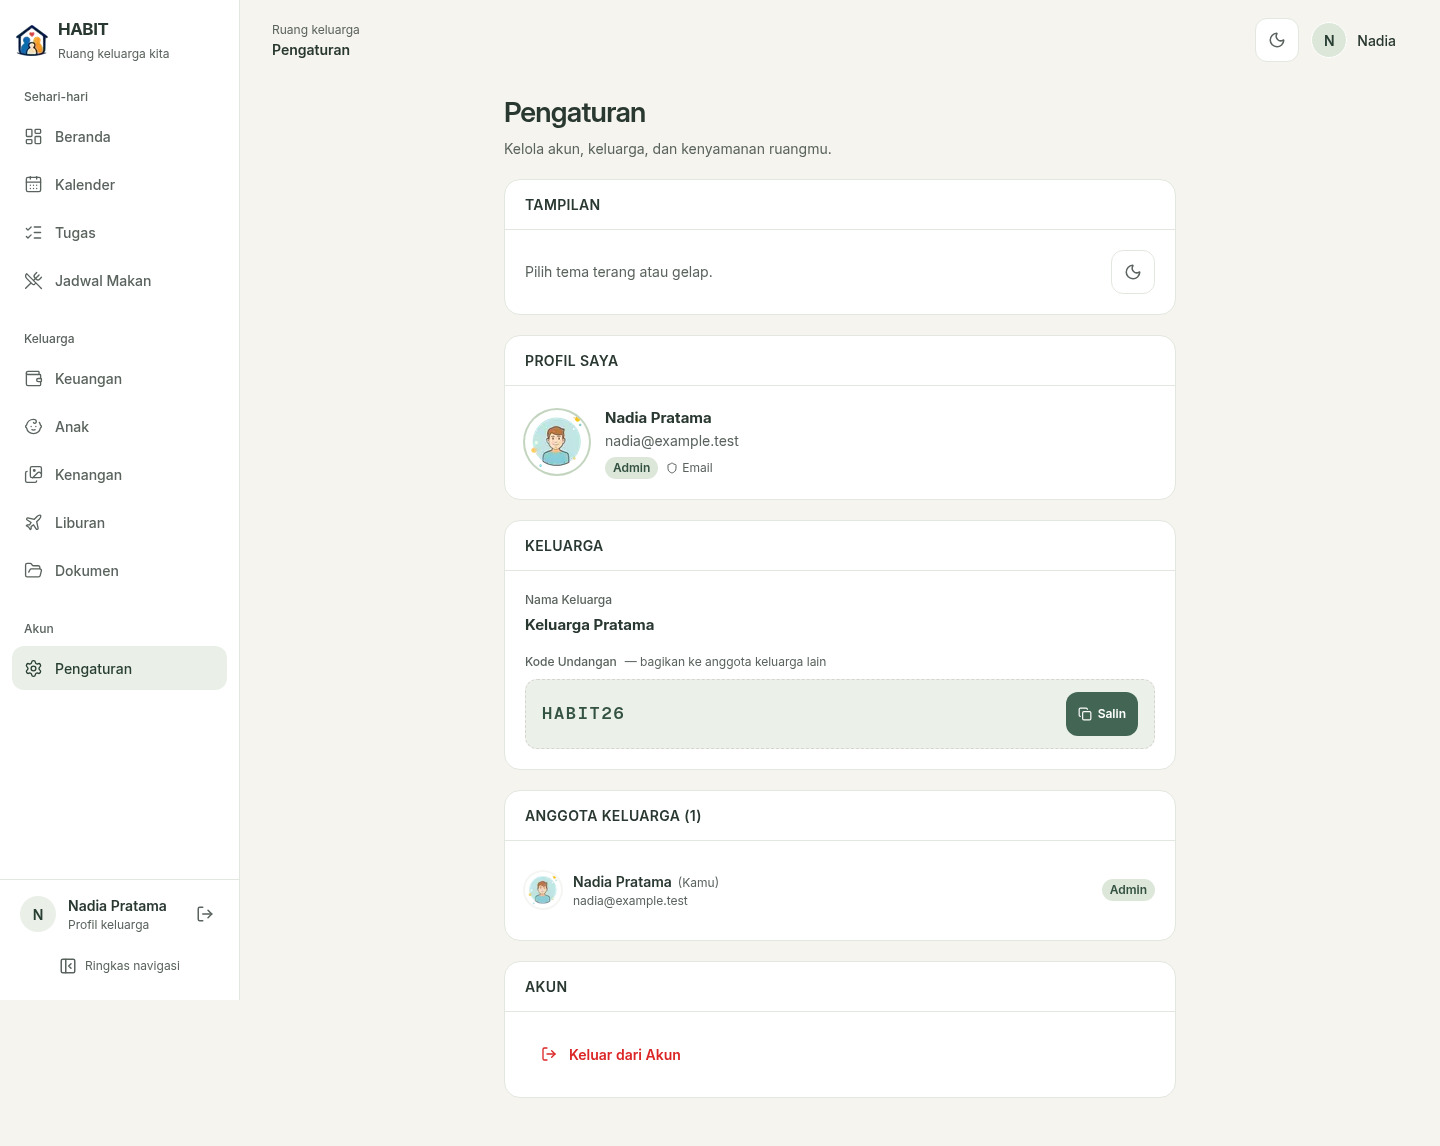 HABIT
Ruang keluarga kita
Sehari-hari
Beranda
Kalender
Tugas
Jadwal Makan
Keluarga
Keuangan
Anak
Kenangan
Liburan
Dokumen
Akun
Pengaturan
N
Nadia Pratama
Profil keluarga
Ringkas navigasi
Ruang keluarga
Pengaturan
N
Nadia
Pengaturan
Kelola akun, keluarga, dan kenyamanan ruangmu.
TAMPILAN
Pilih tema terang atau gelap.
PROFIL SAYA
Nadia Pratama
nadia@example.test
Admin Email
KELUARGA
Nama Keluarga
Keluarga Pratama
Kode Undangan — bagikan ke anggota keluarga lain
HABIT26
Salin
ANGGOTA KELUARGA (1)
Nadia Pratama (Kamu)
nadia@example.test
Admin
AKUN
Keluar dari Akun